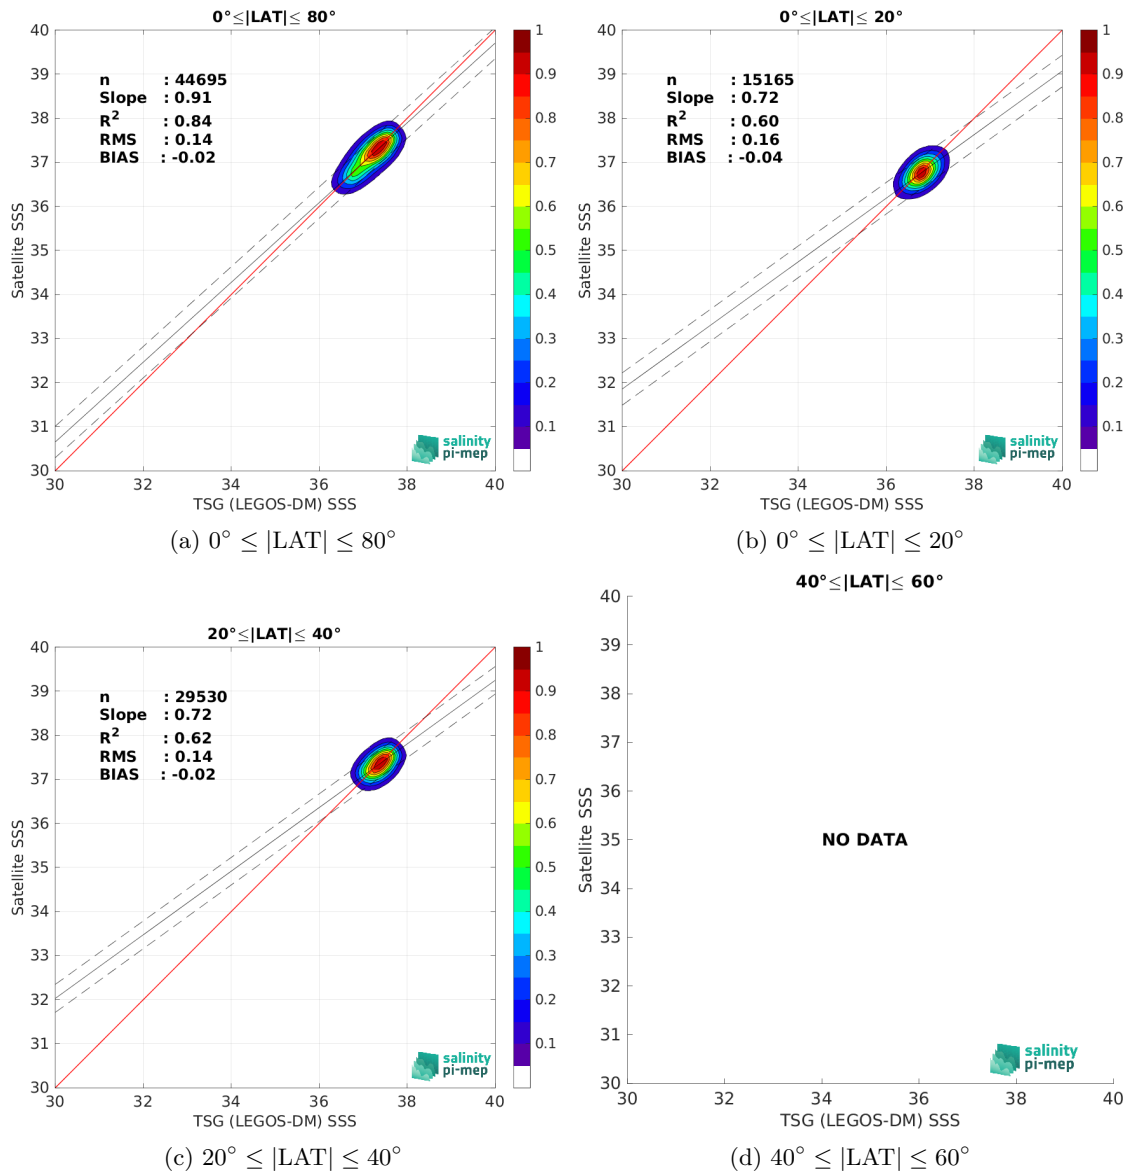 0°≤|LAT|≤ 80°
40
39
38
37
36
35
34
33
32
31
30
Satellite SSS
n : 44695
Slope : 0.91
R² : 0.84
RMS : 0.14
BIAS : -0.02
salinity
pi-mep
30 32 34 36 38 40
TSG (LEGOS-DM) SSS
1
0.9
0.8
0.7
0.6
0.5
0.4
0.3
0.2
0.1
(a) 0° ≤ |LAT| ≤ 80°
0°≤|LAT|≤ 20°
40
39
38
37
36
35
34
33
32
31
30
Satellite SSS
n : 15165
Slope : 0.72
R² : 0.60
RMS : 0.16
BIAS : -0.04
salinity
pi-mep
30 32 34 36 38 40
TSG (LEGOS-DM) SSS
1
0.9
0.8
0.7
0.6
0.5
0.4
0.3
0.2
0.1
(b) 0° ≤ |LAT| ≤ 20°
20°≤|LAT|≤ 40°
40
39
38
37
36
35
34
33
32
31
30
Satellite SSS
n : 29530
Slope : 0.72
R² : 0.62
RMS : 0.14
BIAS : -0.02
salinity
pi-mep
30 32 34 36 38 40
TSG (LEGOS-DM) SSS
1
0.9
0.8
0.7
0.6
0.5
0.4
0.3
0.2
0.1
(c) 20° ≤ |LAT| ≤ 40°
40°≤|LAT|≤ 60°
40
39
38
37
36
35
34
33
32
31
30
Satellite SSS
NO DATA
salinity
pi-mep
30 32 34 36 38 40
TSG (LEGOS-DM) SSS
(d) 40° ≤ |LAT| ≤ 60°